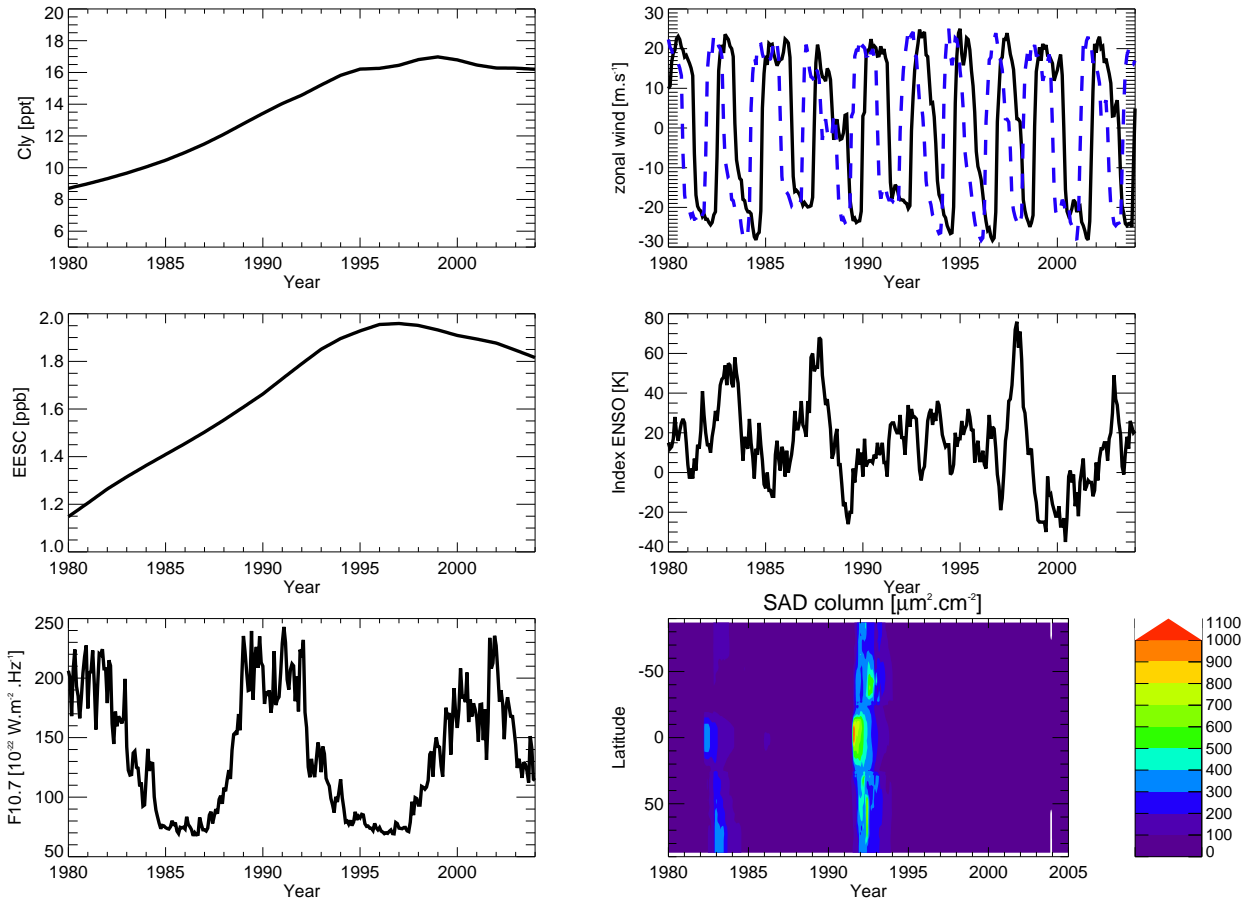 20
18
16
14
12
10
8
6
Cly [ppt]
1980 1985 1990 1995 2000
Year
30
20
10
0
-10
-20
-30
zonal wind [m.s⁻¹]
1980 1985 1990 1995 2000
Year
2.0
1.8
1.6
1.4
1.2
1.0
EESC [ppb]
1980 1985 1990 1995 2000
Year
80
60
40
20
0
-20
-40
Index ENSO [K]
1980 1985 1990 1995 2000
Year
250
200
150
100
50
F10.7 [10⁻²² W.m⁻² .Hz⁻¹]
1980 1985 1990 1995 2000
Year
SAD column [μm².cm⁻²]
-50
0
50
Latitude
1980 1985 1990 1995 2000 2005
Year
1100
1000
900
800
700
600
500
400
300
200
100
0